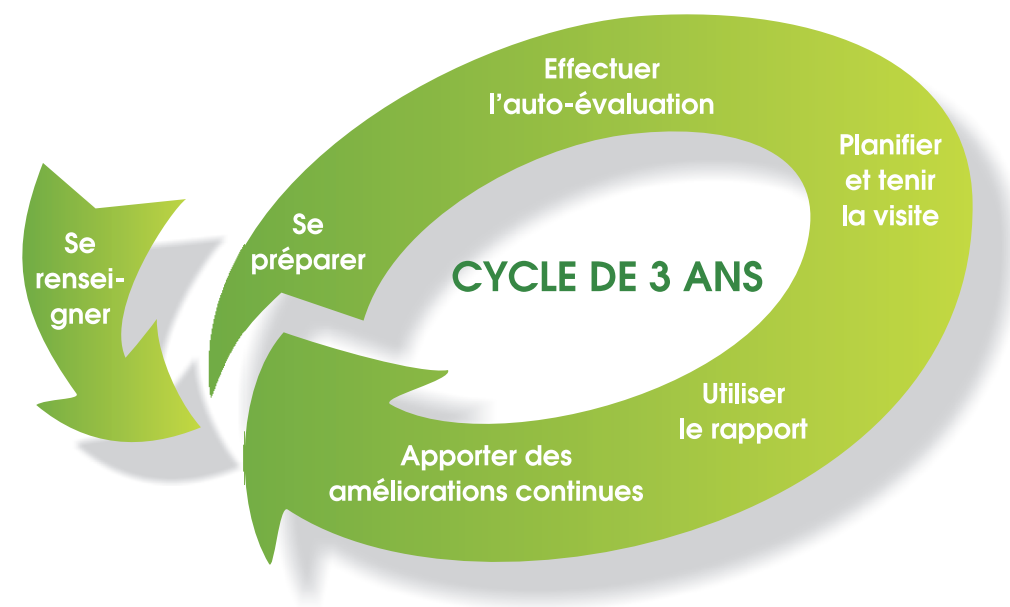 Se
rensei-
gner
Se
préparer
Effectuer
l'auto-évaluation
Planifier
et tenir
la visite
CYCLE DE 3 ANS
Utiliser
le rapport
Apporter des
améliorations continues